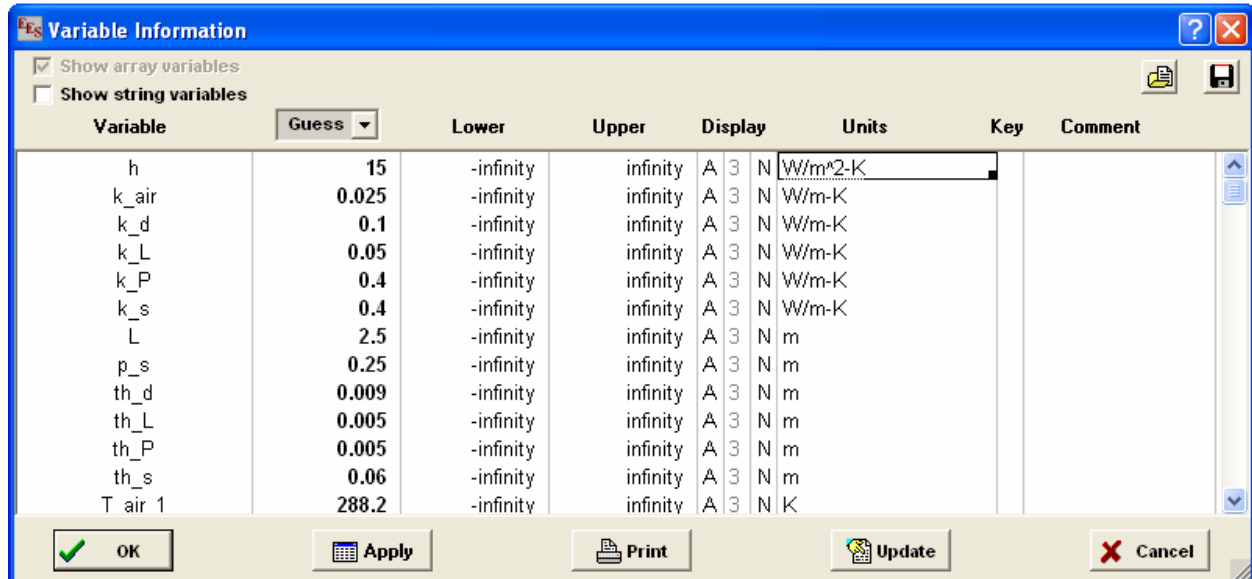 EES Variable Information
Show array variables
Show string variables
Variable Guess Lower Upper Display Units Key Comment
h 15 -infinity infinity A 3 N W/m^2-K
k_air 0.025 -infinity infinity A 3 N W/m-K
k_d 0.1 -infinity infinity A 3 N W/m-K
k_L 0.05 -infinity infinity A 3 N W/m-K
k_P 0.4 -infinity infinity A 3 N W/m-K
k_s 0.4 -infinity infinity A 3 N W/m-K
L 2.5 -infinity infinity A 3 N m
p_s 0.25 -infinity infinity A 3 N m
th_d 0.009 -infinity infinity A 3 N m
th_L 0.005 -infinity infinity A 3 N m
th_P 0.005 -infinity infinity A 3 N m
th_s 0.06 -infinity infinity A 3 N m
T_air_1 288.2 -infinity infinity A 3 N K
OK Apply Print Update Cancel